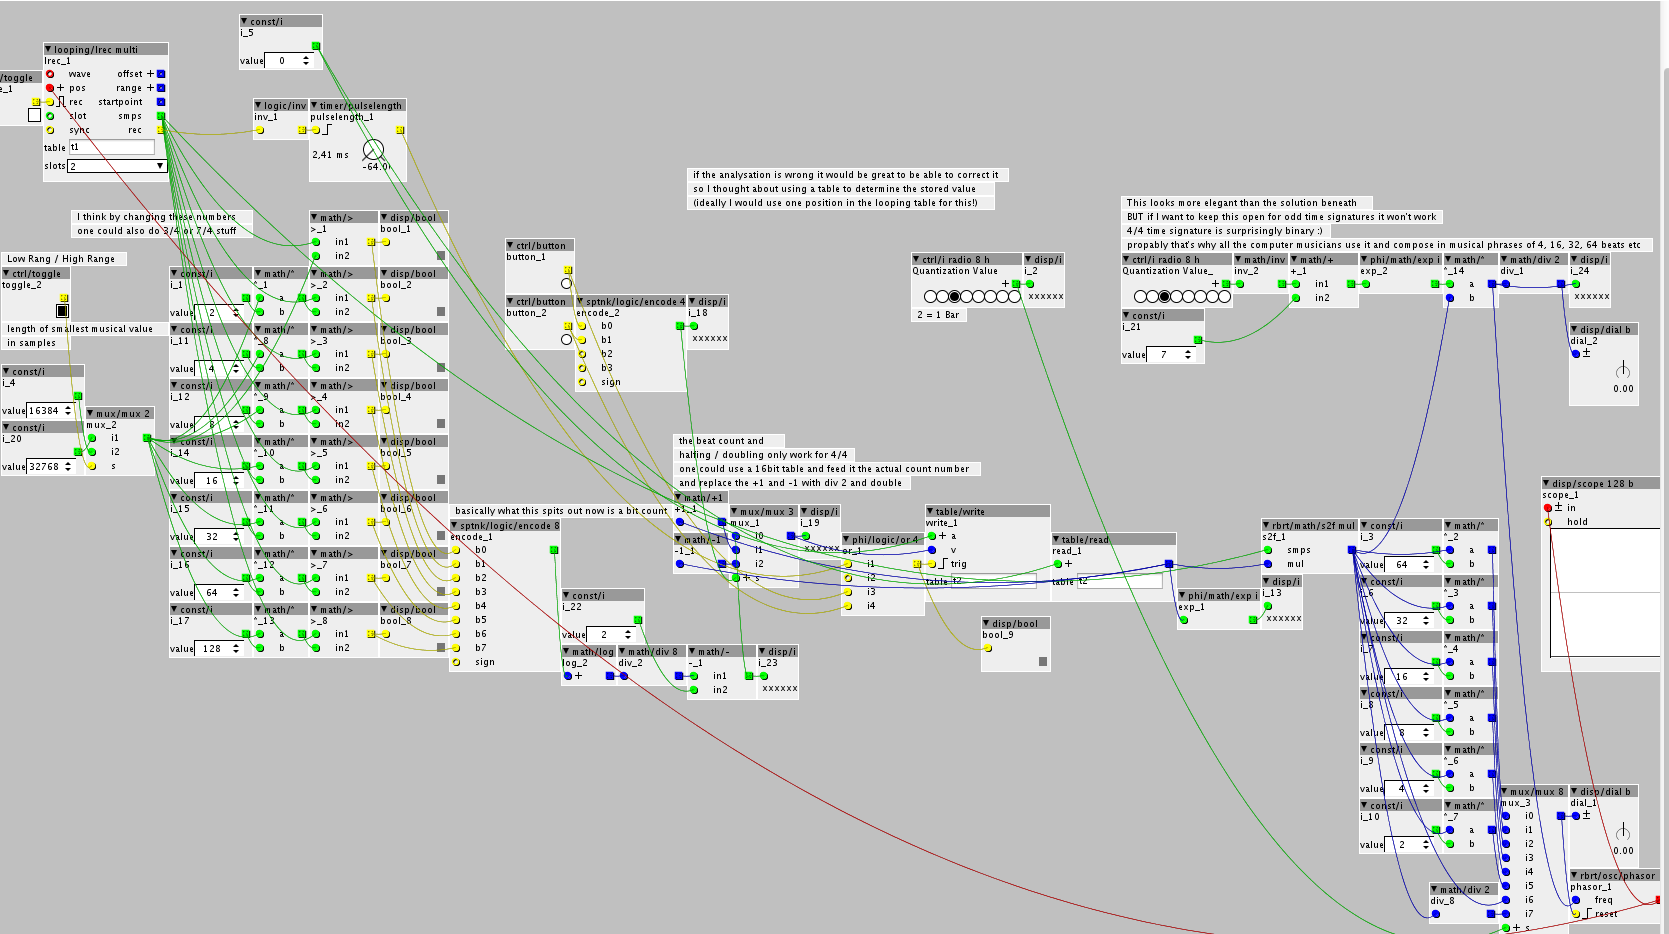 ▼ const/i
i_5
value 0
▼ looping/lrec multi
lrec_1
wave offset +
+ pos range +
rec startpoint
slot smps
sync rec
table t1
slots 2
/toggle
e_1
▼ logic/inv
inv_1
▼ timer/pulselength
pulselength_1
2,41 ms
-64.0
if the analysation is wrong it would be great to be able to correct it
so I thought about using a table to determine the stored value
(ideally I would use one position in the looping table for this!)
This looks more elegant than the solution beneath
BUT if I want to keep this open for odd time signatures it won't work
4/4 time signature is surprisingly binary :)
propably that's why all the computer musicians use it and compose in musical phrases of 4, 16, 32, 64 beats etc
I think by changing these numbers
one could also do 3/4 or 7/4 stuff
Low Rang / High Range
▼ ctrl/toggle
toggle_2
length of smallest musical value
in samples
▼ const/i
i_4
value 16384
▼ const/i
i_20
value 32768
▼ mux/mux 2
mux_2
i1
i2
s
▼ math/>
>_1
in1
in2
▼ disp/bool
bool_1
▼ const/i
i_1
value 2
▼ math/*
a
b
▼ math/>
in1
in2
▼ disp/bool
bool_2
▼ const/i
i_11
value 4
▼ math/*
*_8
a
b
▼ math/>
>_3
in1
in2
▼ disp/bool
bool_3
▼ const/i
i_12
value 8
▼ math/*
*_9
a
b
▼ math/>
>_4
in1
in2
▼ disp/bool
bool_4
▼ const/i
i_14
value 16
▼ math/*
*_10
a
b
▼ math/>
>_5
in1
in2
▼ disp/bool
bool_5
▼ const/i
i_15
value 32
▼ math/*
a
b
▼ math/>
>_6
in1
in2
▼ disp/bool
bool_6
▼ const/i
i_16
value 64
▼ math/*
*_12
a
b
▼ math/>
>_7
in1
in2
▼ disp/bool
bool_7
▼ const/i
i_17
value 128
▼ math/*
*_13
a
b
▼ math/>
>_8
in1
in2
▼ disp/bool
bool_8
▼ ctrl/button
button_1
▼ ctrl/button
button_2
▼ sptnk/logic/encode 4
encode_2
b0
b1
b2
b3
sign
▼ disp/i
i_18
xxxxxx
basically what this spits out now is a bit count
▼ sptnk/logic/encode 8
encode_1
b0
b1
b2
b3
b4
b5
b6
b7
sign
▼ const/i
i_22
value 2
▼ math/log
log_2
+
▼ math/div 8
div_2
▼ math/-
-_1
in1
in2
▼ disp/i
i_23
xxxxxx
the beat count and
halfing / doubling only work for 4/4
one could use a 16bit table and feed it the actual count number
and replace the +1 and -1 with div 2 and double
▼ math/+1
+1_1
▼ math/-1
-1_1
▼ mux/mux 3
mux_1
i0
i1
i2
+ s
▼ disp/i
i_19
xxxxxx
▼ phi/logic/or 4
or_1
i1
i2
i3
i4
▼ table/write
write_1
+ a
v
trig
table t2
▼ table/read
read_1
+
table t2
▼ disp/bool
bool_9
▼ phi/math/exp i
exp_1
▼ ctrl/i radio 8 h
Quantization Value
+
2 = 1 Bar
▼ disp/i
i_2
xxxxxx
▼ ctrl/i radio 8 h
Quantization Value_
+
▼ math/inv
inv_2
▼ math/+
+_1
in1
in2
▼ phi/math/exp i
exp_2
▼ math/*
*_14
a
b
▼ math/div 2
div_1
▼ disp/i
i_24
xxxxxx
▼ const/i
i_21
value 7
▼ disp/dial b
dial_2
±
0.00
▼ rbrt/math/s2f mul
s2f_1
smps
mul
▼ disp/i
i_13
xxxxxx
▼ const/i
i_3
value 64
▼ math/*
*_2
a
b
▼ const/i
i_6
value 32
▼ math/*
*_3
a
b
▼ const/i
i_7
value 16
▼ math/*
*_4
a
b
▼ const/i
i_8
value 8
▼ math/*
*_5
a
b
▼ const/i
i_9
value 4
▼ math/*
*_6
a
b
▼ const/i
i_10
value 2
▼ math/*
*_7
a
b
▼ math/div 2
div_8
▼ mux/mux 8
mux_3
i0
i1
i2
i3
i4
i5
i6
i7
+ s
▼ disp/scope 128 b
scope_1
± in
hold
▼ disp/dial b
dial_1
±
0.00
▼ rbrt/osc/phasor
phasor_1
freq
reset